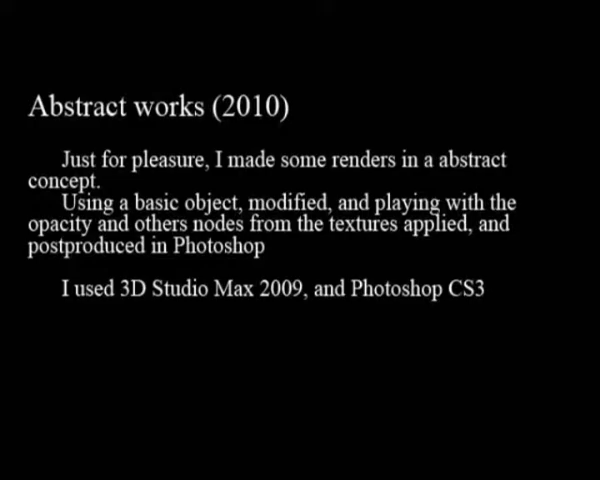 Abstract works (2010)
Just for pleasure, I made some renders in a abstract
concept.
Using a basic object, modified, and playing with the
opacity and others nodes from the textures applied, and
postproduced in Photoshop
I used 3D Studio Max 2009, and Photoshop CS3